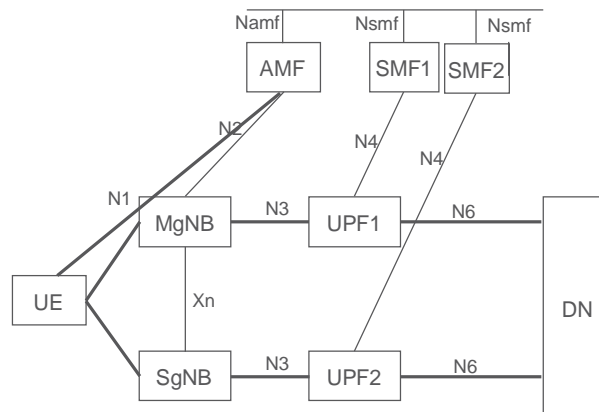 Namf
Nsmf
Nsmf
AMF
SMF1
SMF2
N2
N4
N4
N1
MgNB
N3
UPF1
N6
UE
Xn
DN
SgNB
N3
UPF2
N6